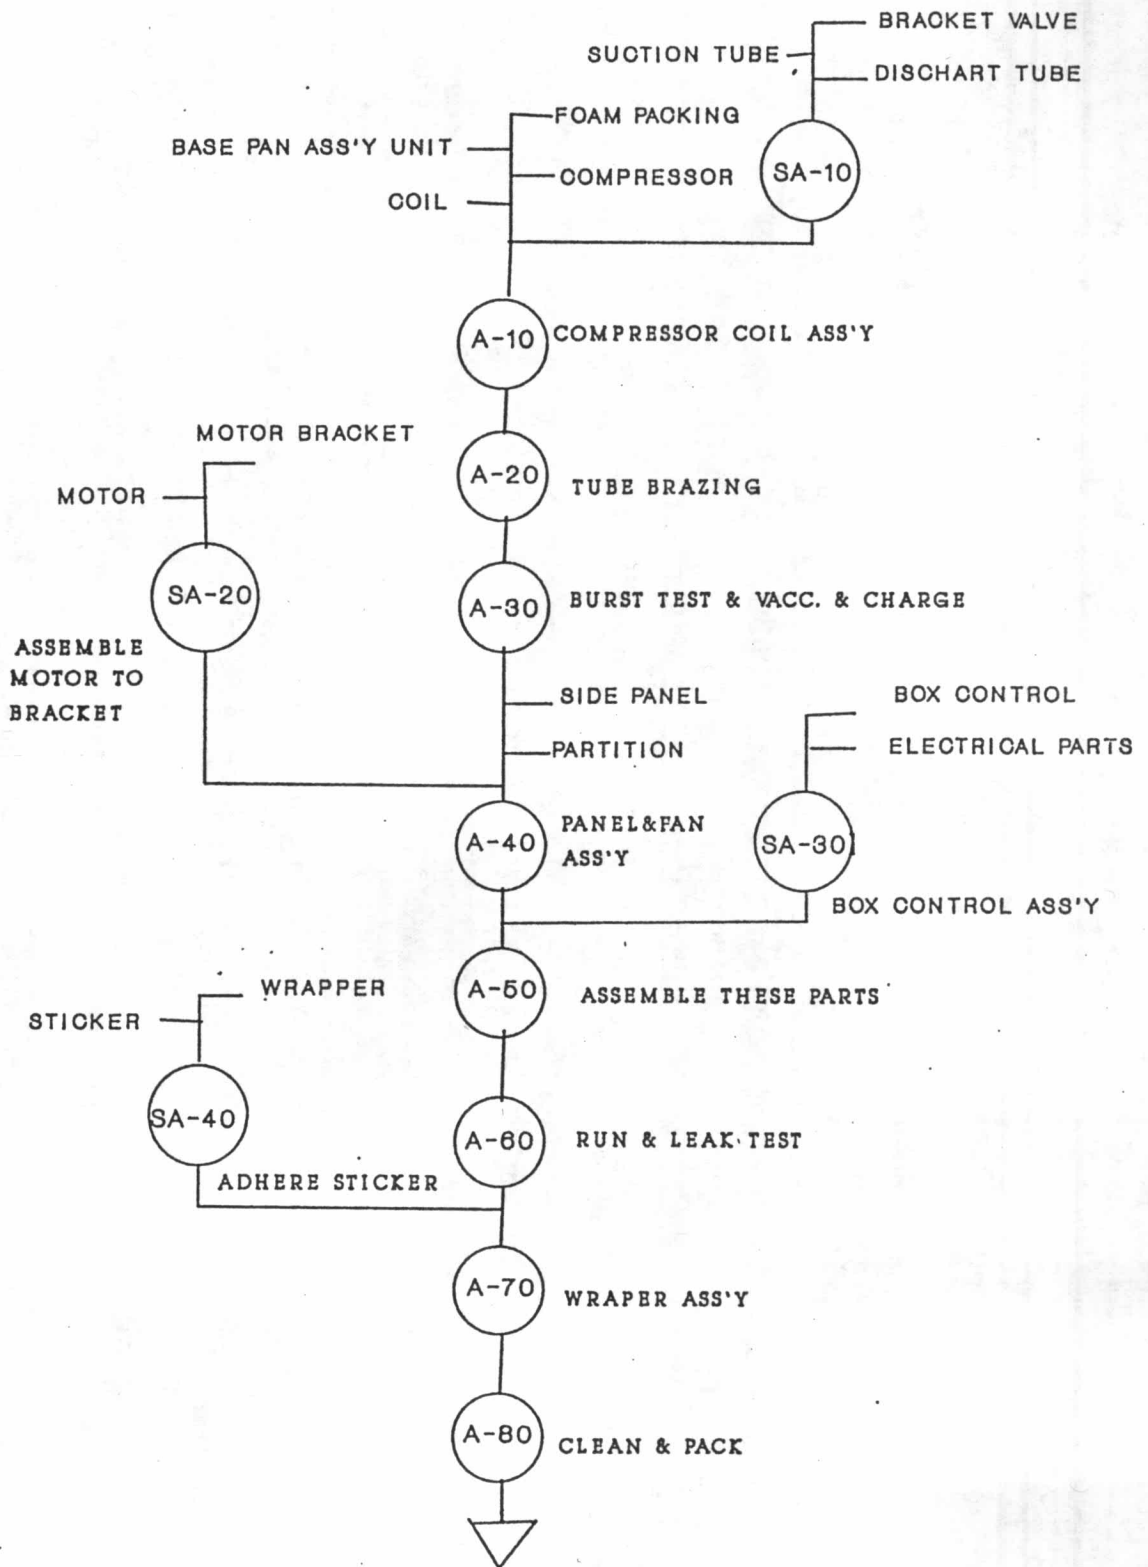 BRACKET VALVE
SUCTION TUBE
DISCHART TUBE
FOAM PACKING
BASE PAN ASS'Y UNIT
COMPRESSOR
SA-10
COIL
A-10
COMPRESSOR COIL ASS'Y
MOTOR BRACKET
A-20
TUBE BRAZING
MOTOR
SA-20
A-30
BURST TEST & VACC. & CHARGE
ASSEMBLE
MOTOR TO
BRACKET
SIDE PANEL
BOX CONTROL
PARTITION
ELECTRICAL PARTS
A-40
PANEL&FAN
ASS'Y
SA-30
BOX CONTROL ASS'Y
WRAPPER
A-50
ASSEMBLE THESE PARTS
STICKER
SA-40
A-60
RUN & LEAK TEST
ADHERE STICKER
A-70
WRAPER ASS'Y
A-80
CLEAN & PACK